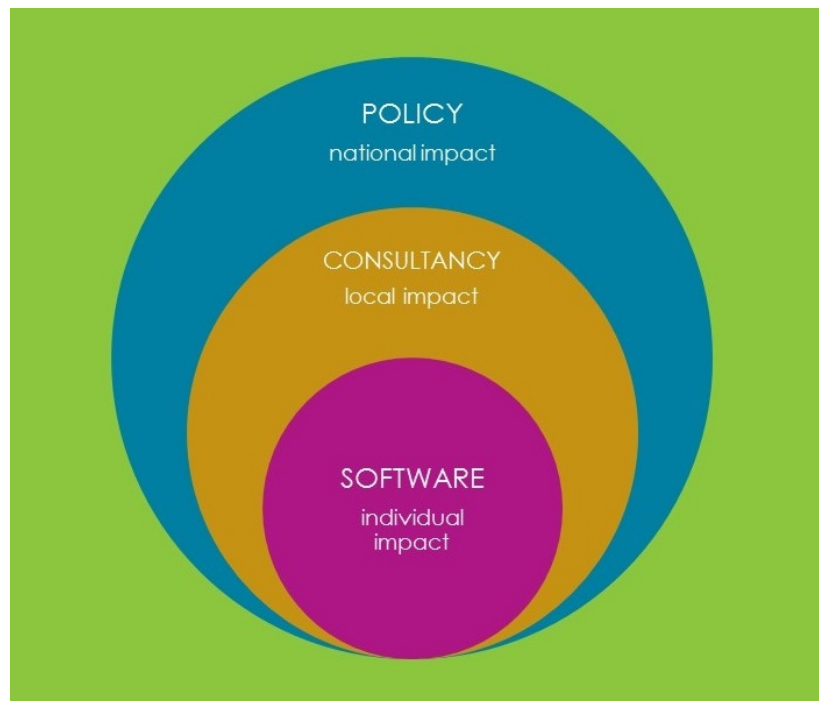 POLICY
national impact
CONSULTANCY
local impact
SOFTWARE
individual
impact